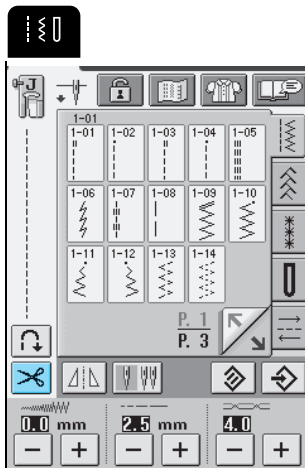 J
1-01
1-01 1-02 1-03 1-04 1-05
1-06 1-07 1-08 1-09 1-10
1-11 1-12 1-13 1-14
P. 1
P. 3
0.0 mm 2.5 mm 4.0
− + − + − +